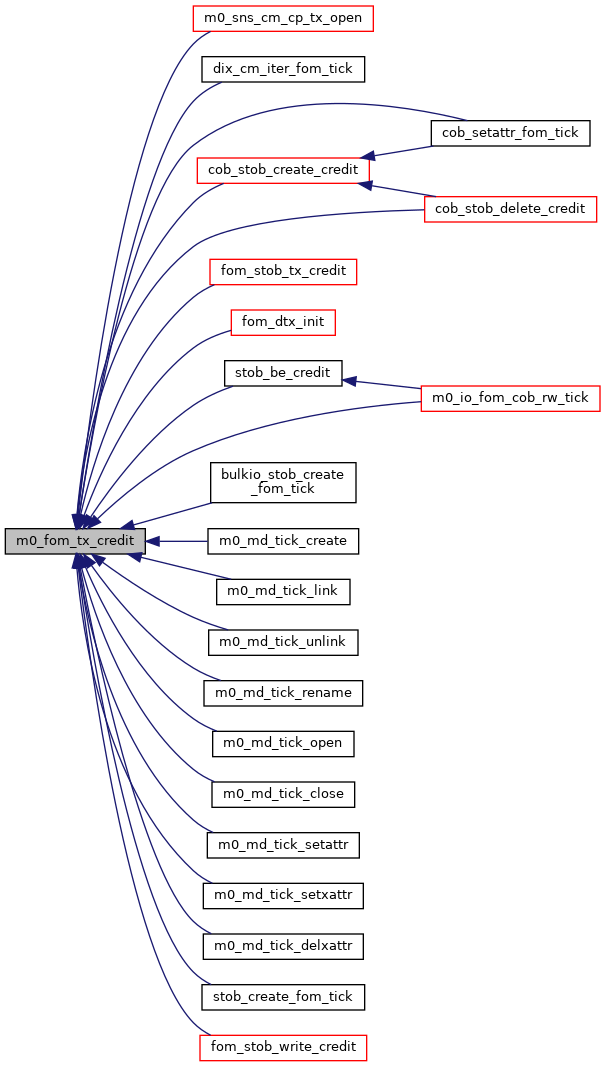 m0_sns_cm_cp_tx_open
dix_cm_iter_fom_tick
cob_setattr_fom_tick
cob_stob_create_credit
cob_stob_delete_credit
fom_stob_tx_credit
fom_dtx_init
stob_be_credit
m0_io_fom_cob_rw_tick
bulkio_stob_create
_fom_tick
m0_fom_tx_credit
m0_md_tick_create
m0_md_tick_link
m0_md_tick_unlink
m0_md_tick_rename
m0_md_tick_open
m0_md_tick_close
m0_md_tick_setattr
m0_md_tick_setxattr
m0_md_tick_delxattr
stob_create_fom_tick
fom_stob_write_credit